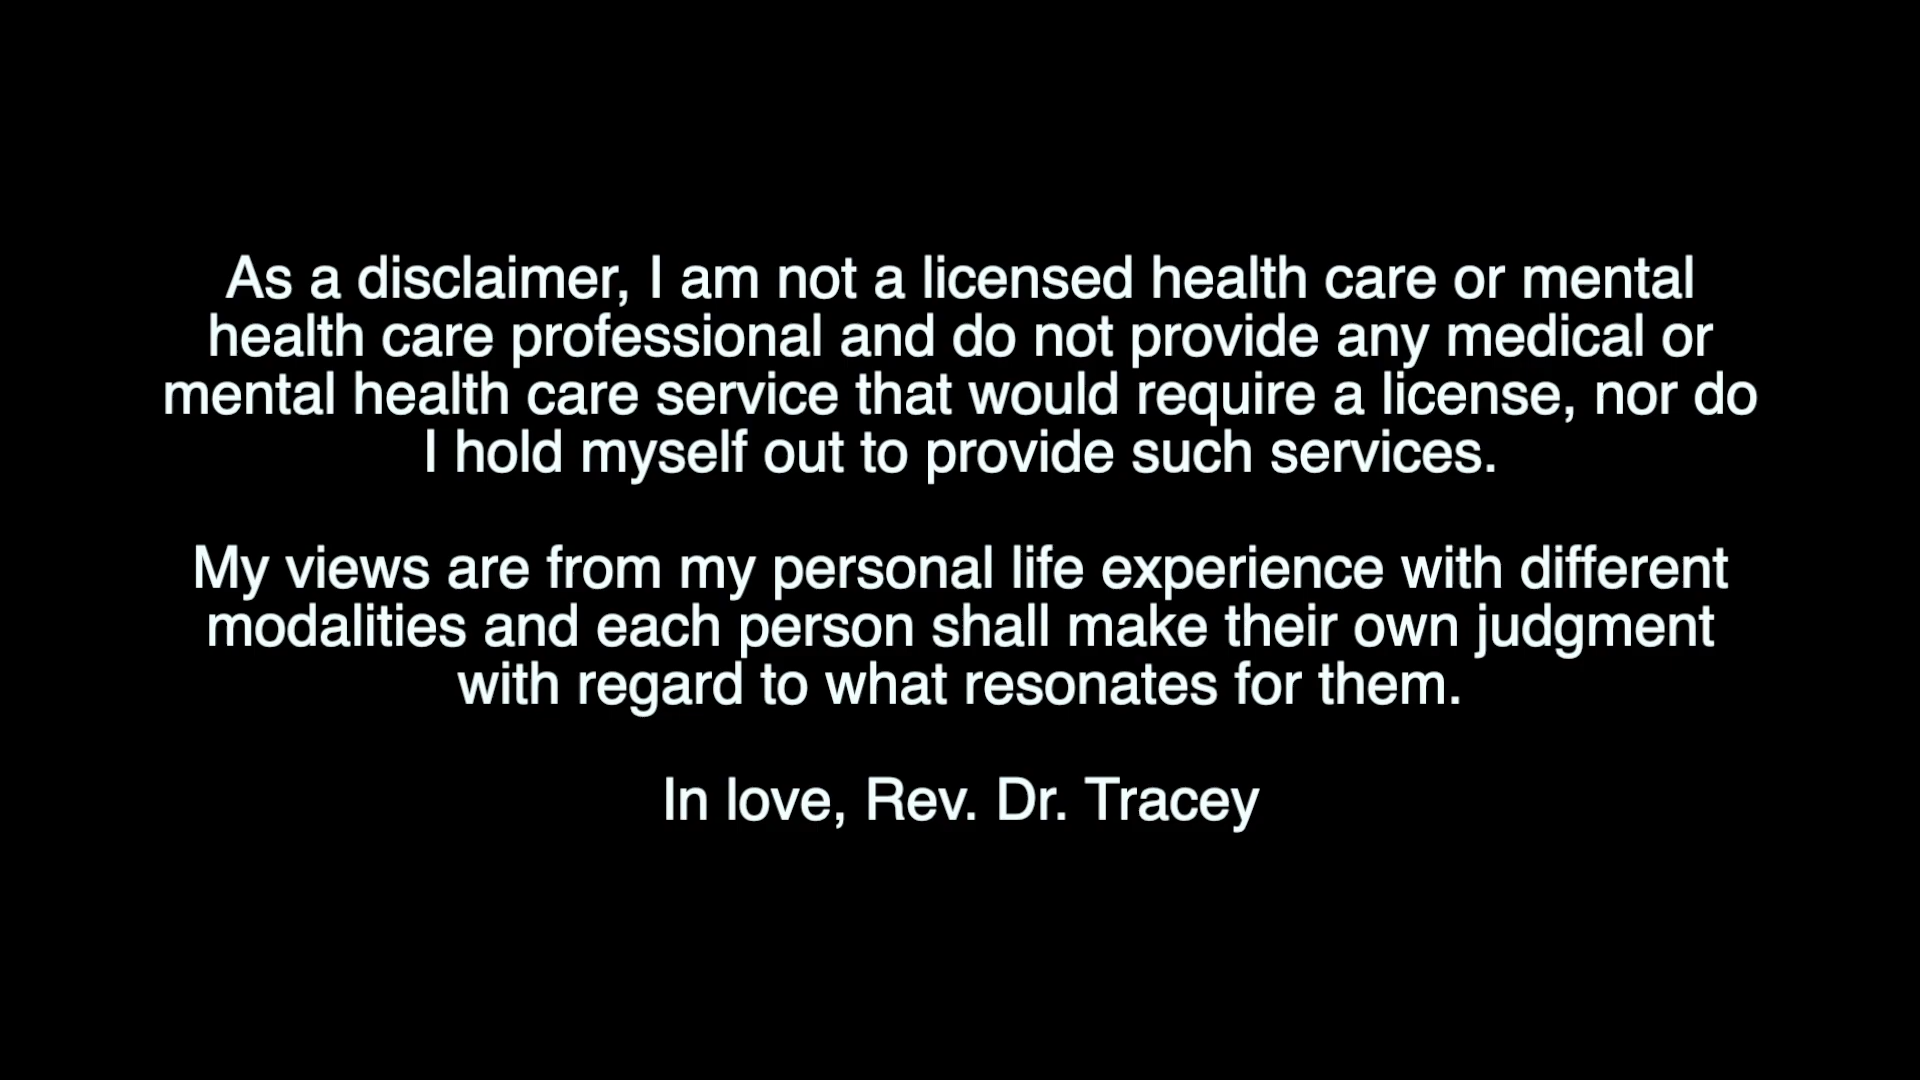 As a disclaimer, I am not a licensed health care or mental
health care professional and do not provide any medical or
mental health care service that would require a license, nor do
I hold myself out to provide such services.
My views are from my personal life experience with different
modalities and each person shall make their own judgment
with regard to what resonates for them.
In love, Rev. Dr. Tracey